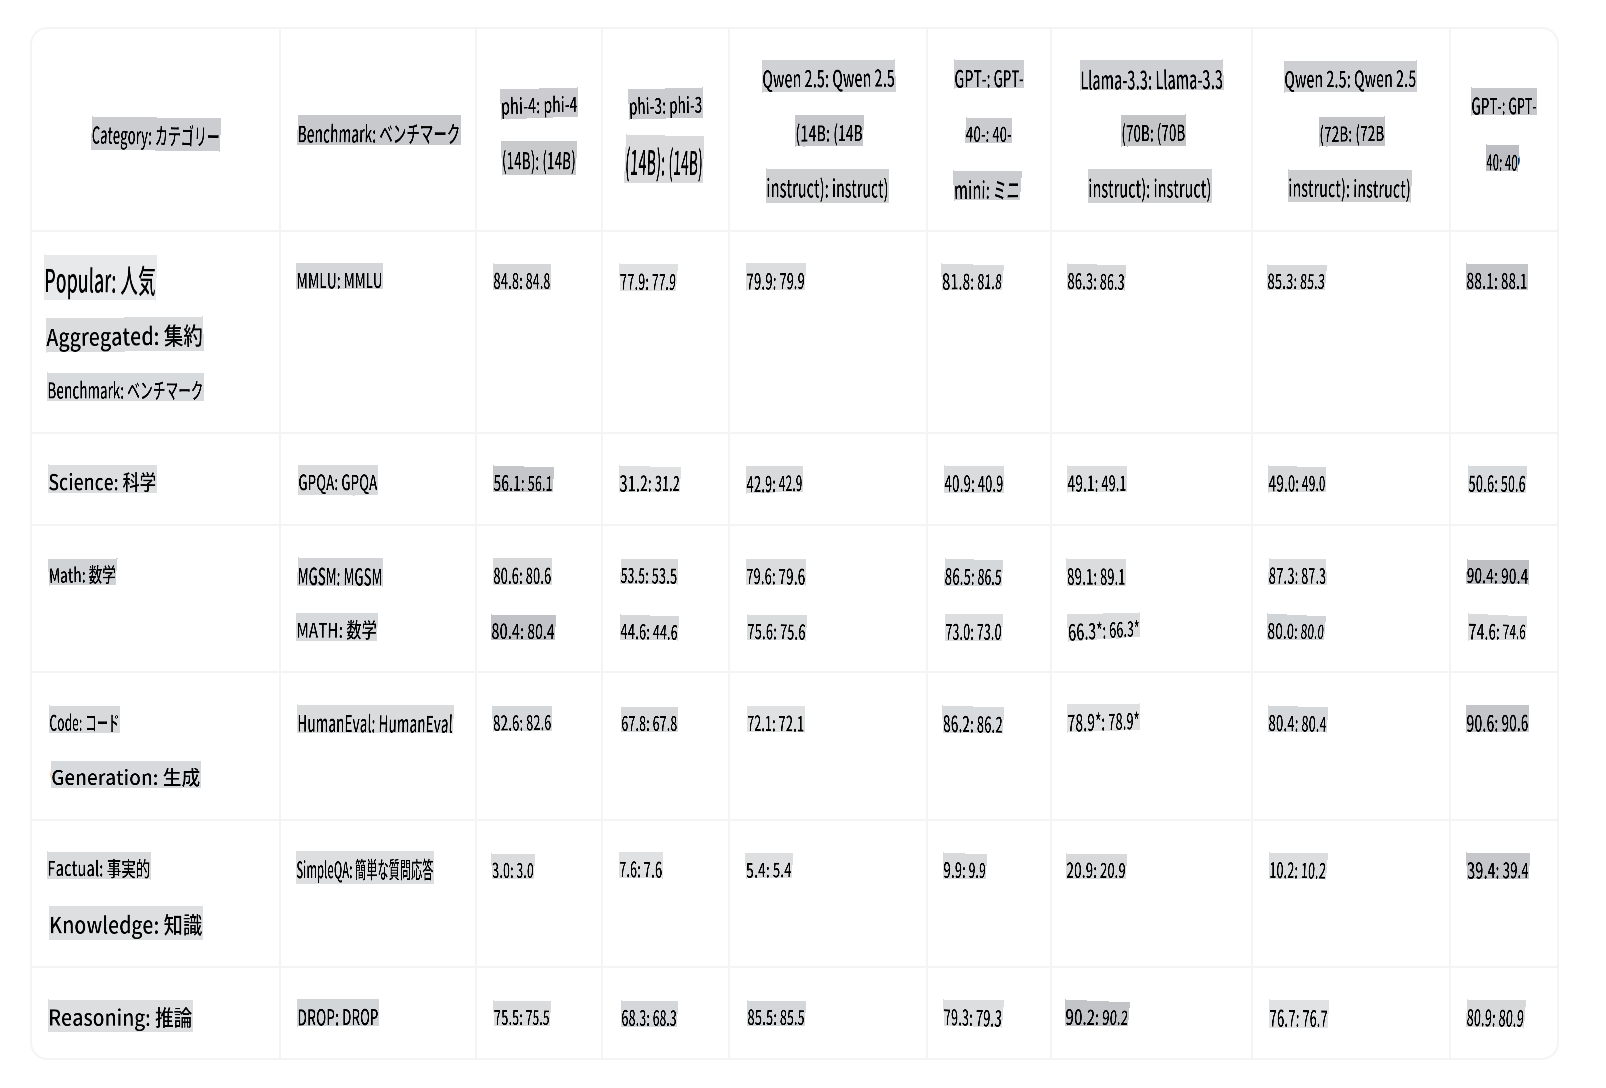 Category: カテゴリー
Benchmark: ベンチマーク
phi-4: phi-4
(14B): (14B)
phi-3: phi-3
(14B): (14B)
Qwen 2.5: Qwen 2.5
(14B: (14B
instruct): instruct)
GPT-: GPT-
40-: 40-
mini: ミニ
Llama-3.3: Llama-3.3
(70B: (70B
instruct): instruct)
Qwen 2.5: Qwen 2.5
(72B: (72B
instruct): instruct)
GPT-: GPT-
40: 40
Popular: 人気
Aggregated: 集約
Benchmark: ベンチマーク
MMLU: MMLU
84.8: 84.8
77.9: 77.9
79.9: 79.9
81.8: 81.8
86.3: 86.3
85.3: 85.3
88.1: 88.1
Science: 科学
GPQA: GPQA
56.1: 56.1
31.2: 31.2
42.9: 42.9
40.9: 40.9
49.1: 49.1
49.0: 49.0
50.6: 50.6
Math: 数学
MGSM: MGSM
80.6: 80.6
53.5: 53.5
79.6: 79.6
86.5: 86.5
89.1: 89.1
87.3: 87.3
90.4: 90.4
MATH: 数学
80.4: 80.4
44.6: 44.6
75.6: 75.6
73.0: 73.0
66.3*: 66.3*
80.0: 80.0
74.6: 74.6
Code: コード
Generation: 生成
HumanEval: HumanEval
82.6: 82.6
67.8: 67.8
72.1: 72.1
86.2: 86.2
78.9*: 78.9*
80.4: 80.4
90.6: 90.6
Factual: 事実的
Knowledge: 知識
SimpleQA: 簡単な質問応答
3.0: 3.0
7.6: 7.6
5.4: 5.4
9.9: 9.9
20.9: 20.9
10.2: 10.2
39.4: 39.4
Reasoning: 推論
DROP: DROP
75.5: 75.5
68.3: 68.3
85.5: 85.5
79.3: 79.3
90.2: 90.2
76.7: 76.7
80.9: 80.9